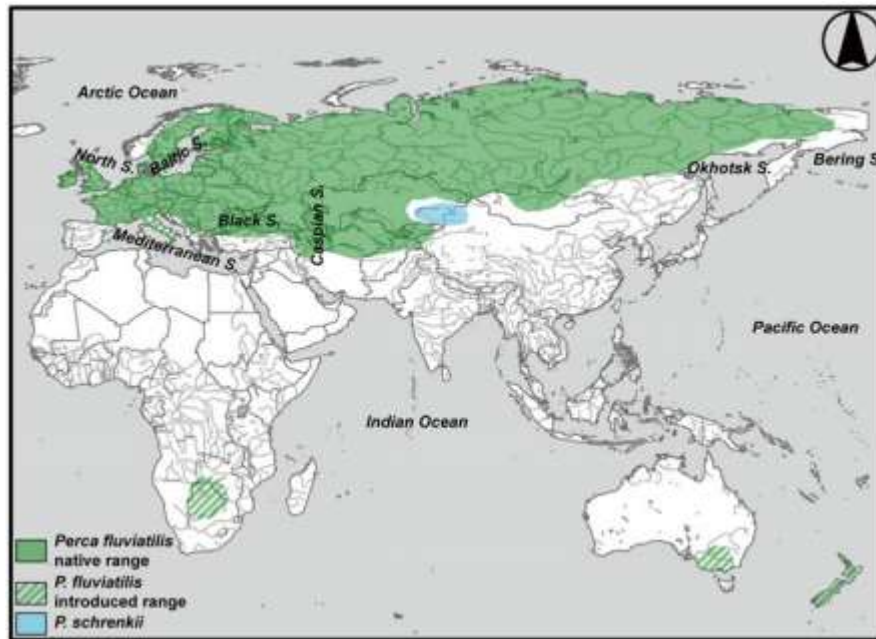 Arctic Ocean
North S.
Baltic S.
Okhotsk S.
Bering S
Black S.
Caspian S.
Mediterranean S.
Pacific Ocean
Indian Ocean
Perca fluviatilis
native range
P. fluviatilis
introduced range
P. schrenkii